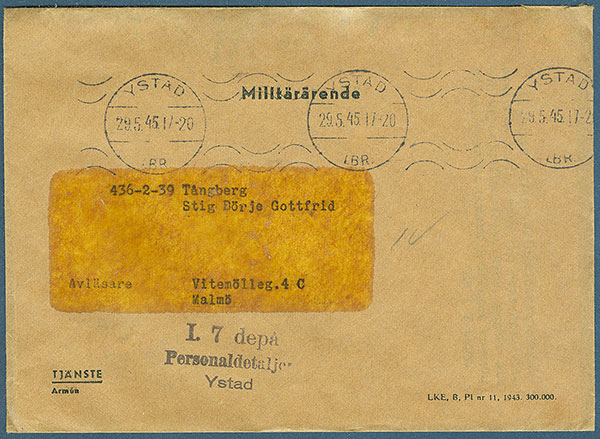 YSTAD YSTAD YSTAD
Militärärende
29.5.45.17-20 29.5.45.17-20 29.5.45.17-2
LBR. LBR. LBR.
436-2-39 Tångberg
Stig Börje Gottfrid
Avläsare Vitemölleg.4 C
Malmö
I. 7 depå
Personaldetaljen
Ystad
TJÄNSTE
Armén
LKE, B, Pl nr 11, 1943. 300.000.